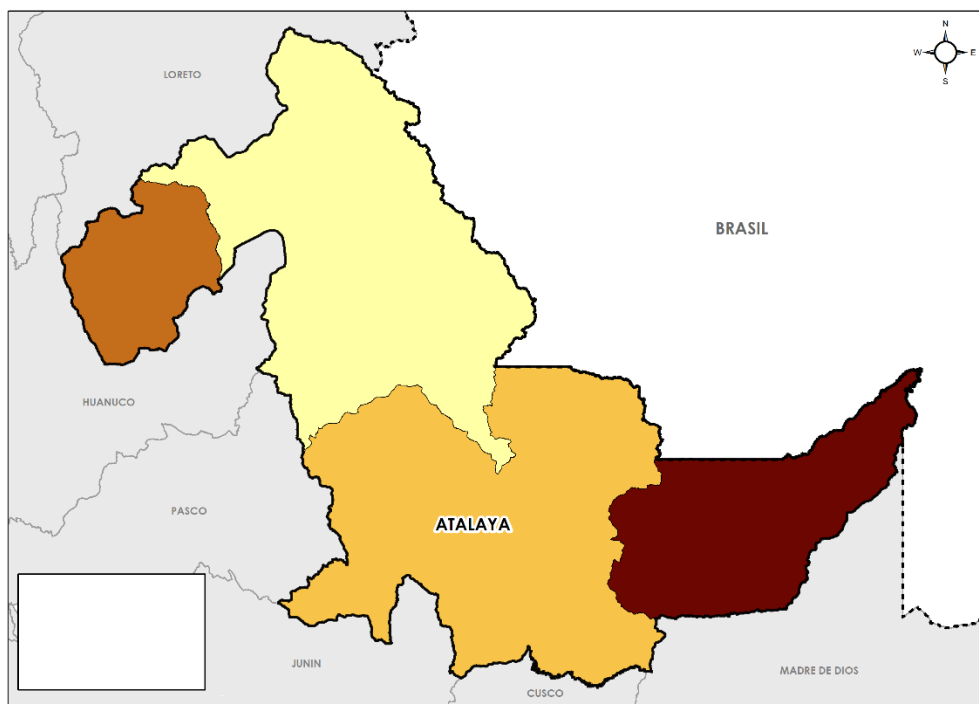 N
W E
S
LORETO
BRASIL
HUANUCO
PASCO
ATALAYA
JUNIN
MADRE DE DIOS
CUSCO